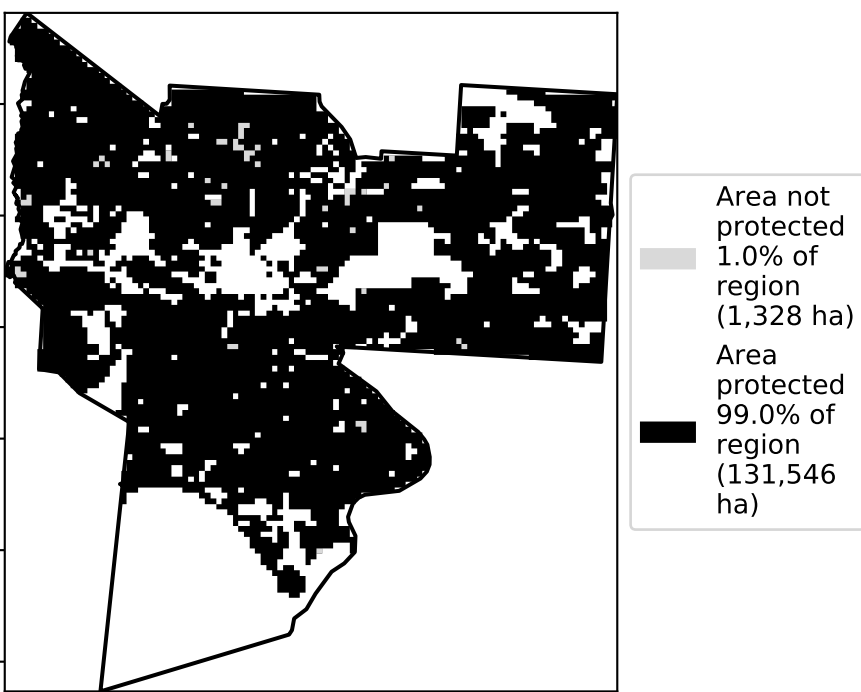 Area not
protected
1.0% of
region
(1,328 ha)
Area
protected
99.0% of
region
(131,546
ha)